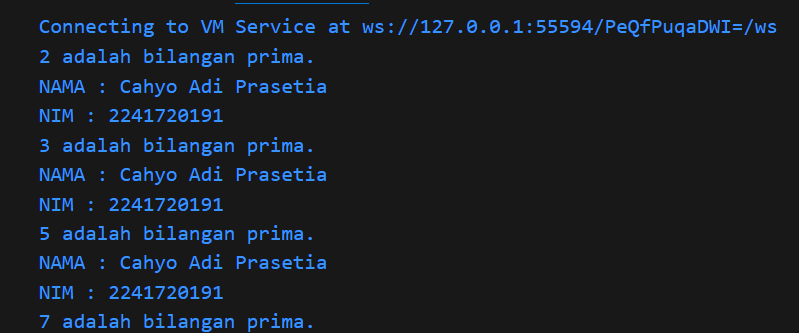 Connecting to VM Service at ws://127.0.0.1:55594/PeQfPuqaDWI=/ws
2 adalah bilangan prima.
NAMA : Cahyo Adi Prasetia
NIM : 2241720191
3 adalah bilangan prima.
NAMA : Cahyo Adi Prasetia
NIM : 2241720191
5 adalah bilangan prima.
NAMA : Cahyo Adi Prasetia
NIM : 2241720191
7 adalah bilangan prima.